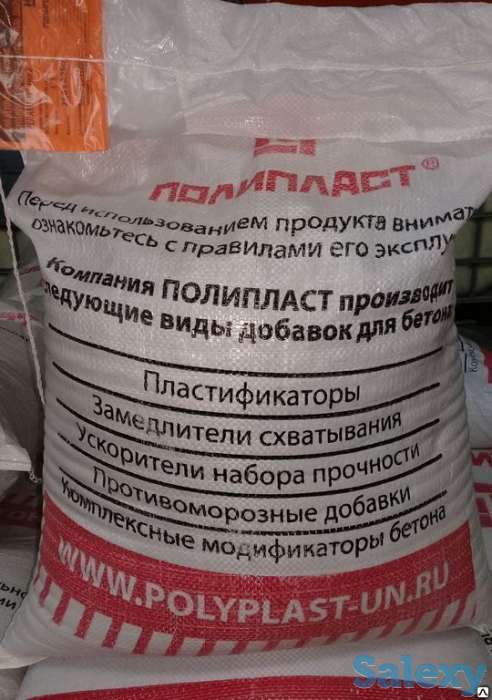 ПОЛИПЛАСТ®
Перед использованием продукта внимат
ознакомьтесь с правилами его эксплу
Компания ПОЛИПЛАСТ производит
ледующие виды добавок для бетона
Пластификаторы
Замедлители схватывания
Ускорители набора прочности
Противоморозные добавки
Комплексные модификаторы бетона
WWW.POLYPLAST-UN.RU
Salexy